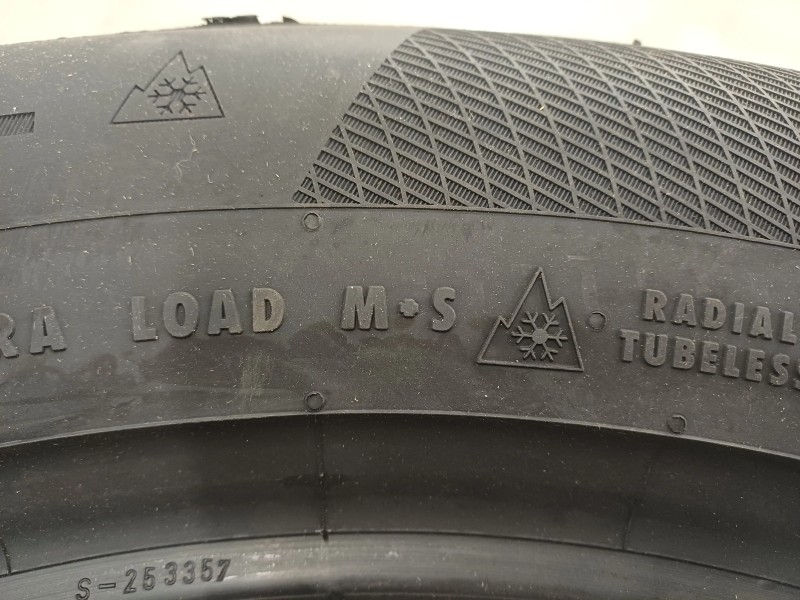 RA LOAD M+S
RADIAL
TUBELESS
S-253357